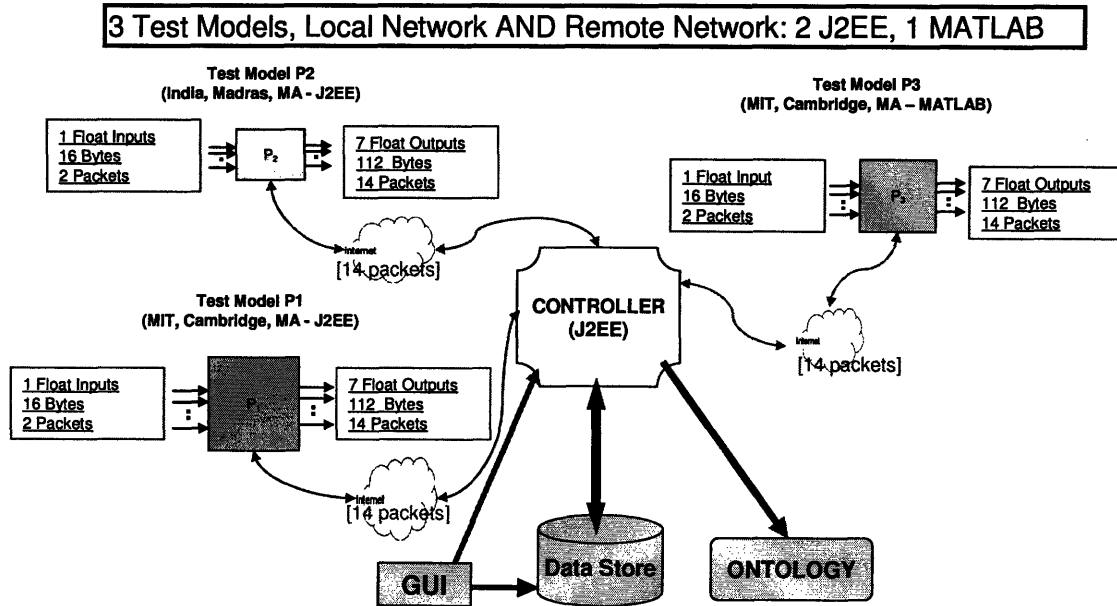 3 Test Models, Local Network AND Remote Network: 2 J2EE, 1 MATLAB
Test Model P2
(India, Madras, MA - J2EE)
1 Float Inputs
16 Bytes
2 Packets
P2
7 Float Outputs
112 Bytes
14 Packets
Internet
[14 packets]
Test Model P3
(MIT, Cambridge, MA – MATLAB)
1 Float Input
16 Bytes
2 Packets
P3
7 Float Outputs
112 Bytes
14 Packets
Internet
[14 packets]
CONTROLLER
(J2EE)
Test Model P1
(MIT, Cambridge, MA - J2EE)
1 Float Inputs
16 Bytes
2 Packets
P
7 Float Outputs
112 Bytes
14 Packets
Internet
[14 packets]
GUI
Data Store
ONTOLOGY